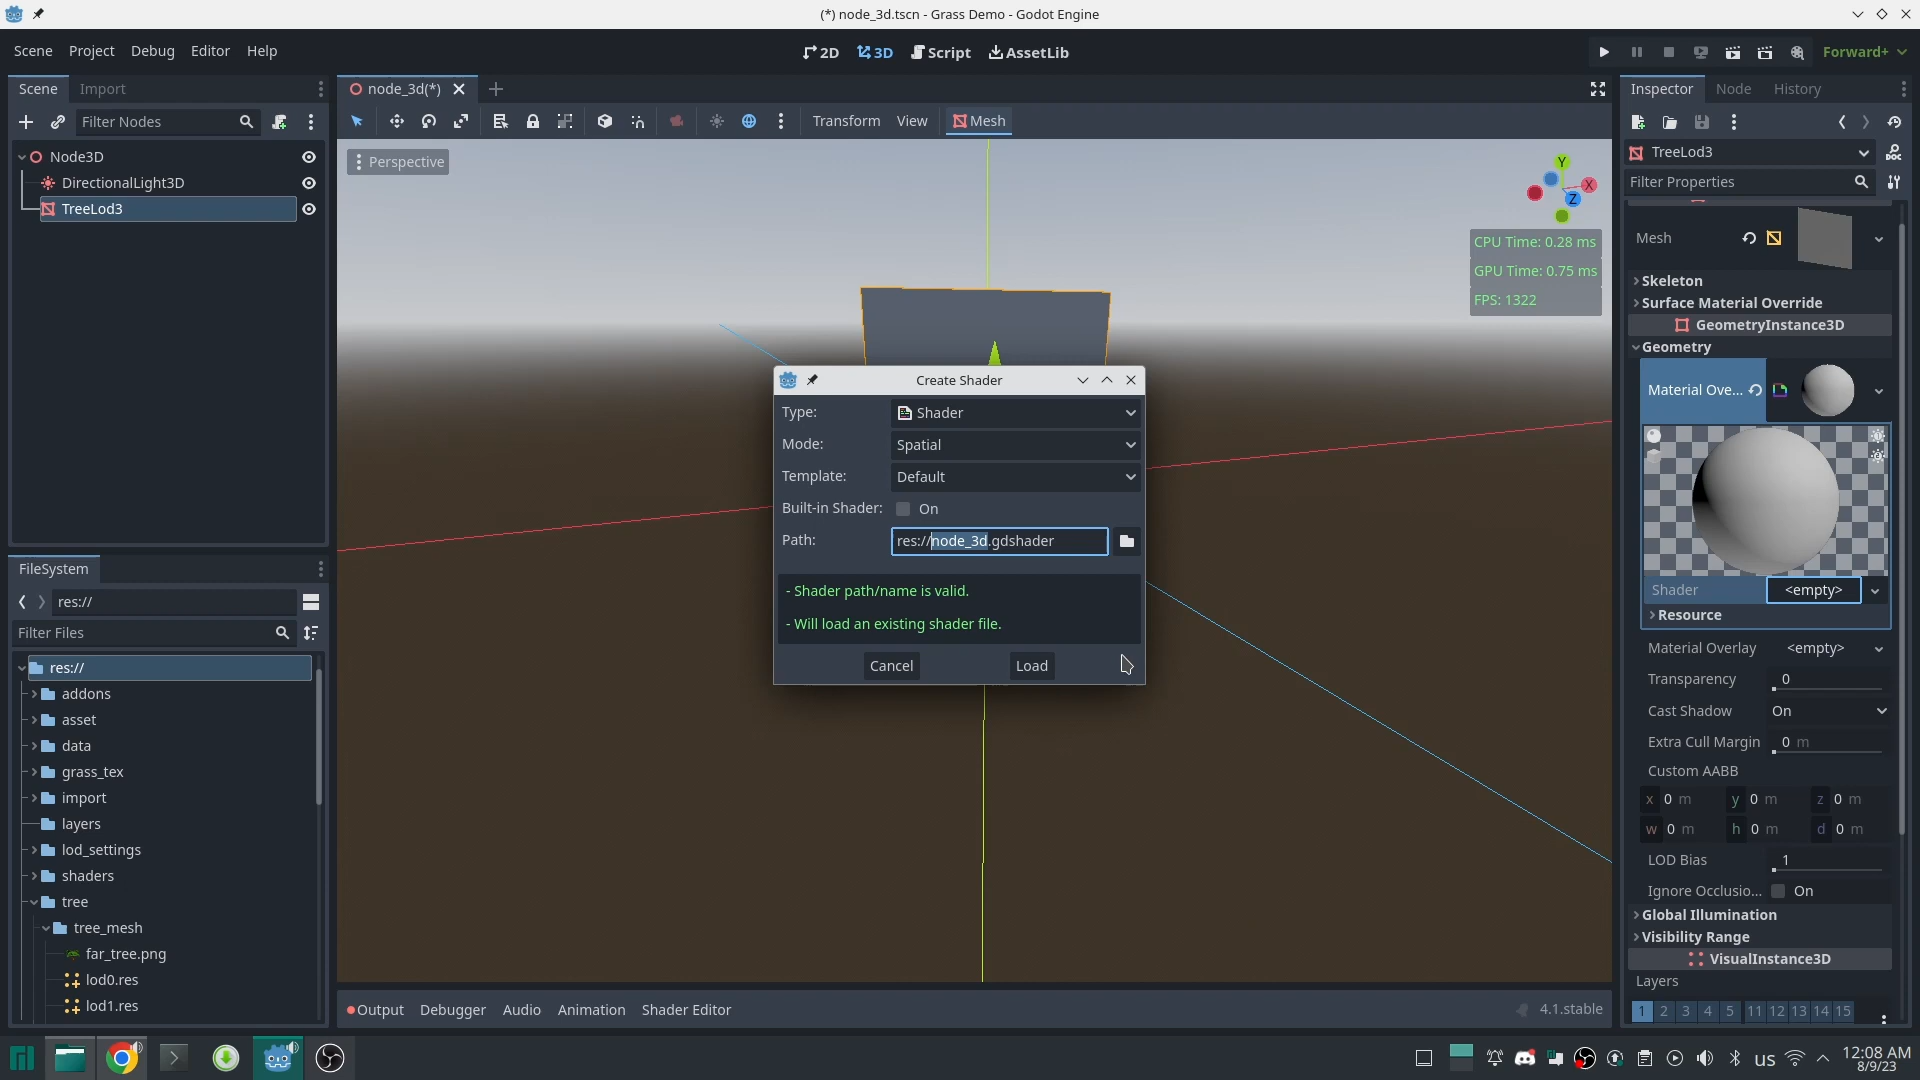 (*) node_3d.tscn - Grass Demo - Godot Engine
Scene Project Debug Editor Help
2D 3D Script AssetLib
Forward+
Scene Import
Filter Nodes
Node3D
DirectionalLight3D
TreeLod3
FileSystem
res://
Filter Files
res://
addons
asset
data
grass_tex
import
layers
lod_settings
shaders
tree
tree_mesh
far_tree.png
lod0.res
lod1.res
node_3d(*)
Transform View Mesh
Perspective
Y
X
Z
CPU Time: 0.28 ms
GPU Time: 0.75 ms
FPS: 1322
Create Shader
Type: Shader
Mode: Spatial
Template: Default
Built-in Shader: On
Path: res://node_3d.gdshader
- Shader path/name is valid.
- Will load an existing shader file.
Cancel Load
Output Debugger Audio Animation Shader Editor
4.1.stable
Inspector Node History
TreeLod3
Filter Properties
Mesh
Skeleton
Surface Material Override
GeometryInstance3D
Geometry
Material Ove...
Shader <empty>
Resource
Material Overlay <empty>
Transparency 0
Cast Shadow On
Extra Cull Margin 0 m
Custom AABB
x 0 m y 0 m z 0 m
w 0 m h 0 m d 0 m
LOD Bias 1
Ignore Occlusio... On
Global Illumination
Visibility Range
VisualInstance3D
Layers
1 2 3 4 5 11 12 13 14 15
us
12:08 AM
8/9/23